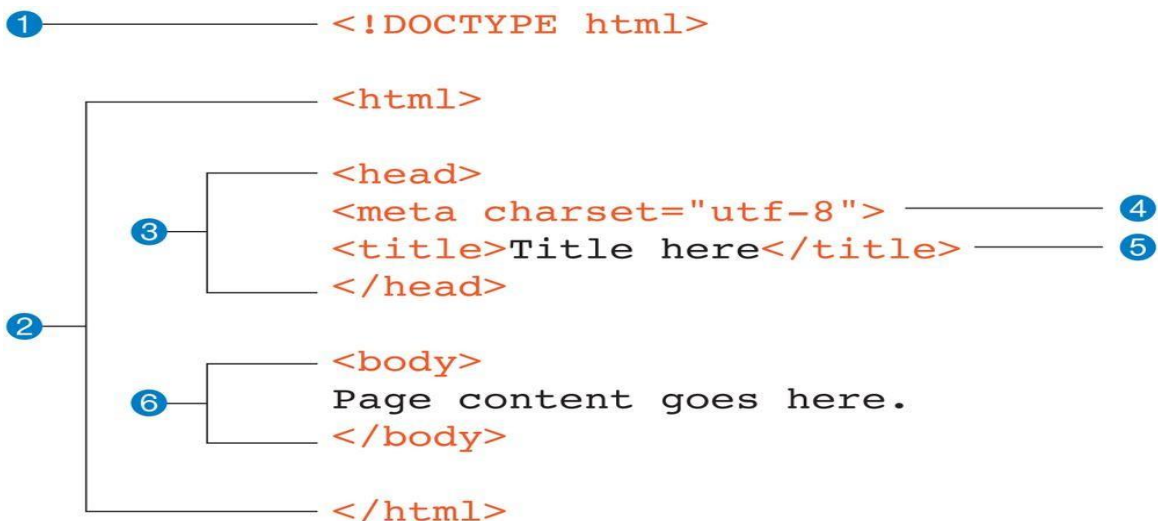 1 <!DOCTYPE html>
<html>
<head>
<meta charset="utf-8"> 4
3 <title>Title here</title> 5
</head>
2
<body>
6 Page content goes here.
</body>
</html>